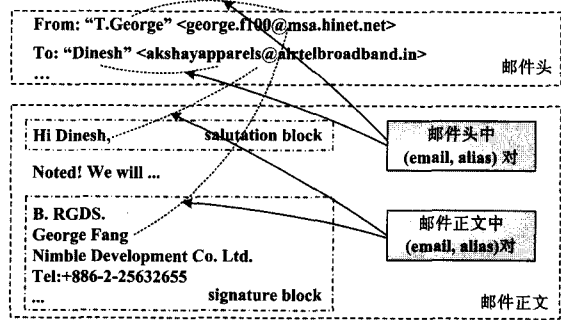 From: “T.George” <george.f100@msa.hinet.net>
To: “Dinesh” <akshayapparels@airtelbroadband.in>
...
邮件头
Hi Dinesh,
salutation block
邮件头中
(email, alias) 对
Noted! We will ...
B. RGDS.
George Fang
Nimble Development Co. Ltd.
Tel:+886-2-25632655
...
signature block
邮件正文中
(email, alias)对
邮件正文